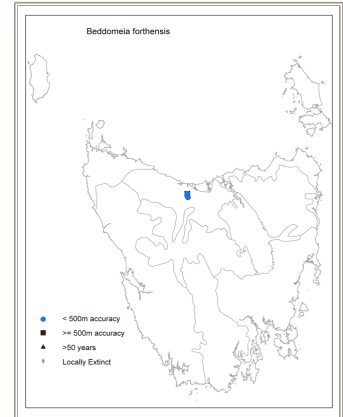 Beddomeia forthensis
< 500m accuracy
>= 500m accuracy
>50 years
Locally Extinct